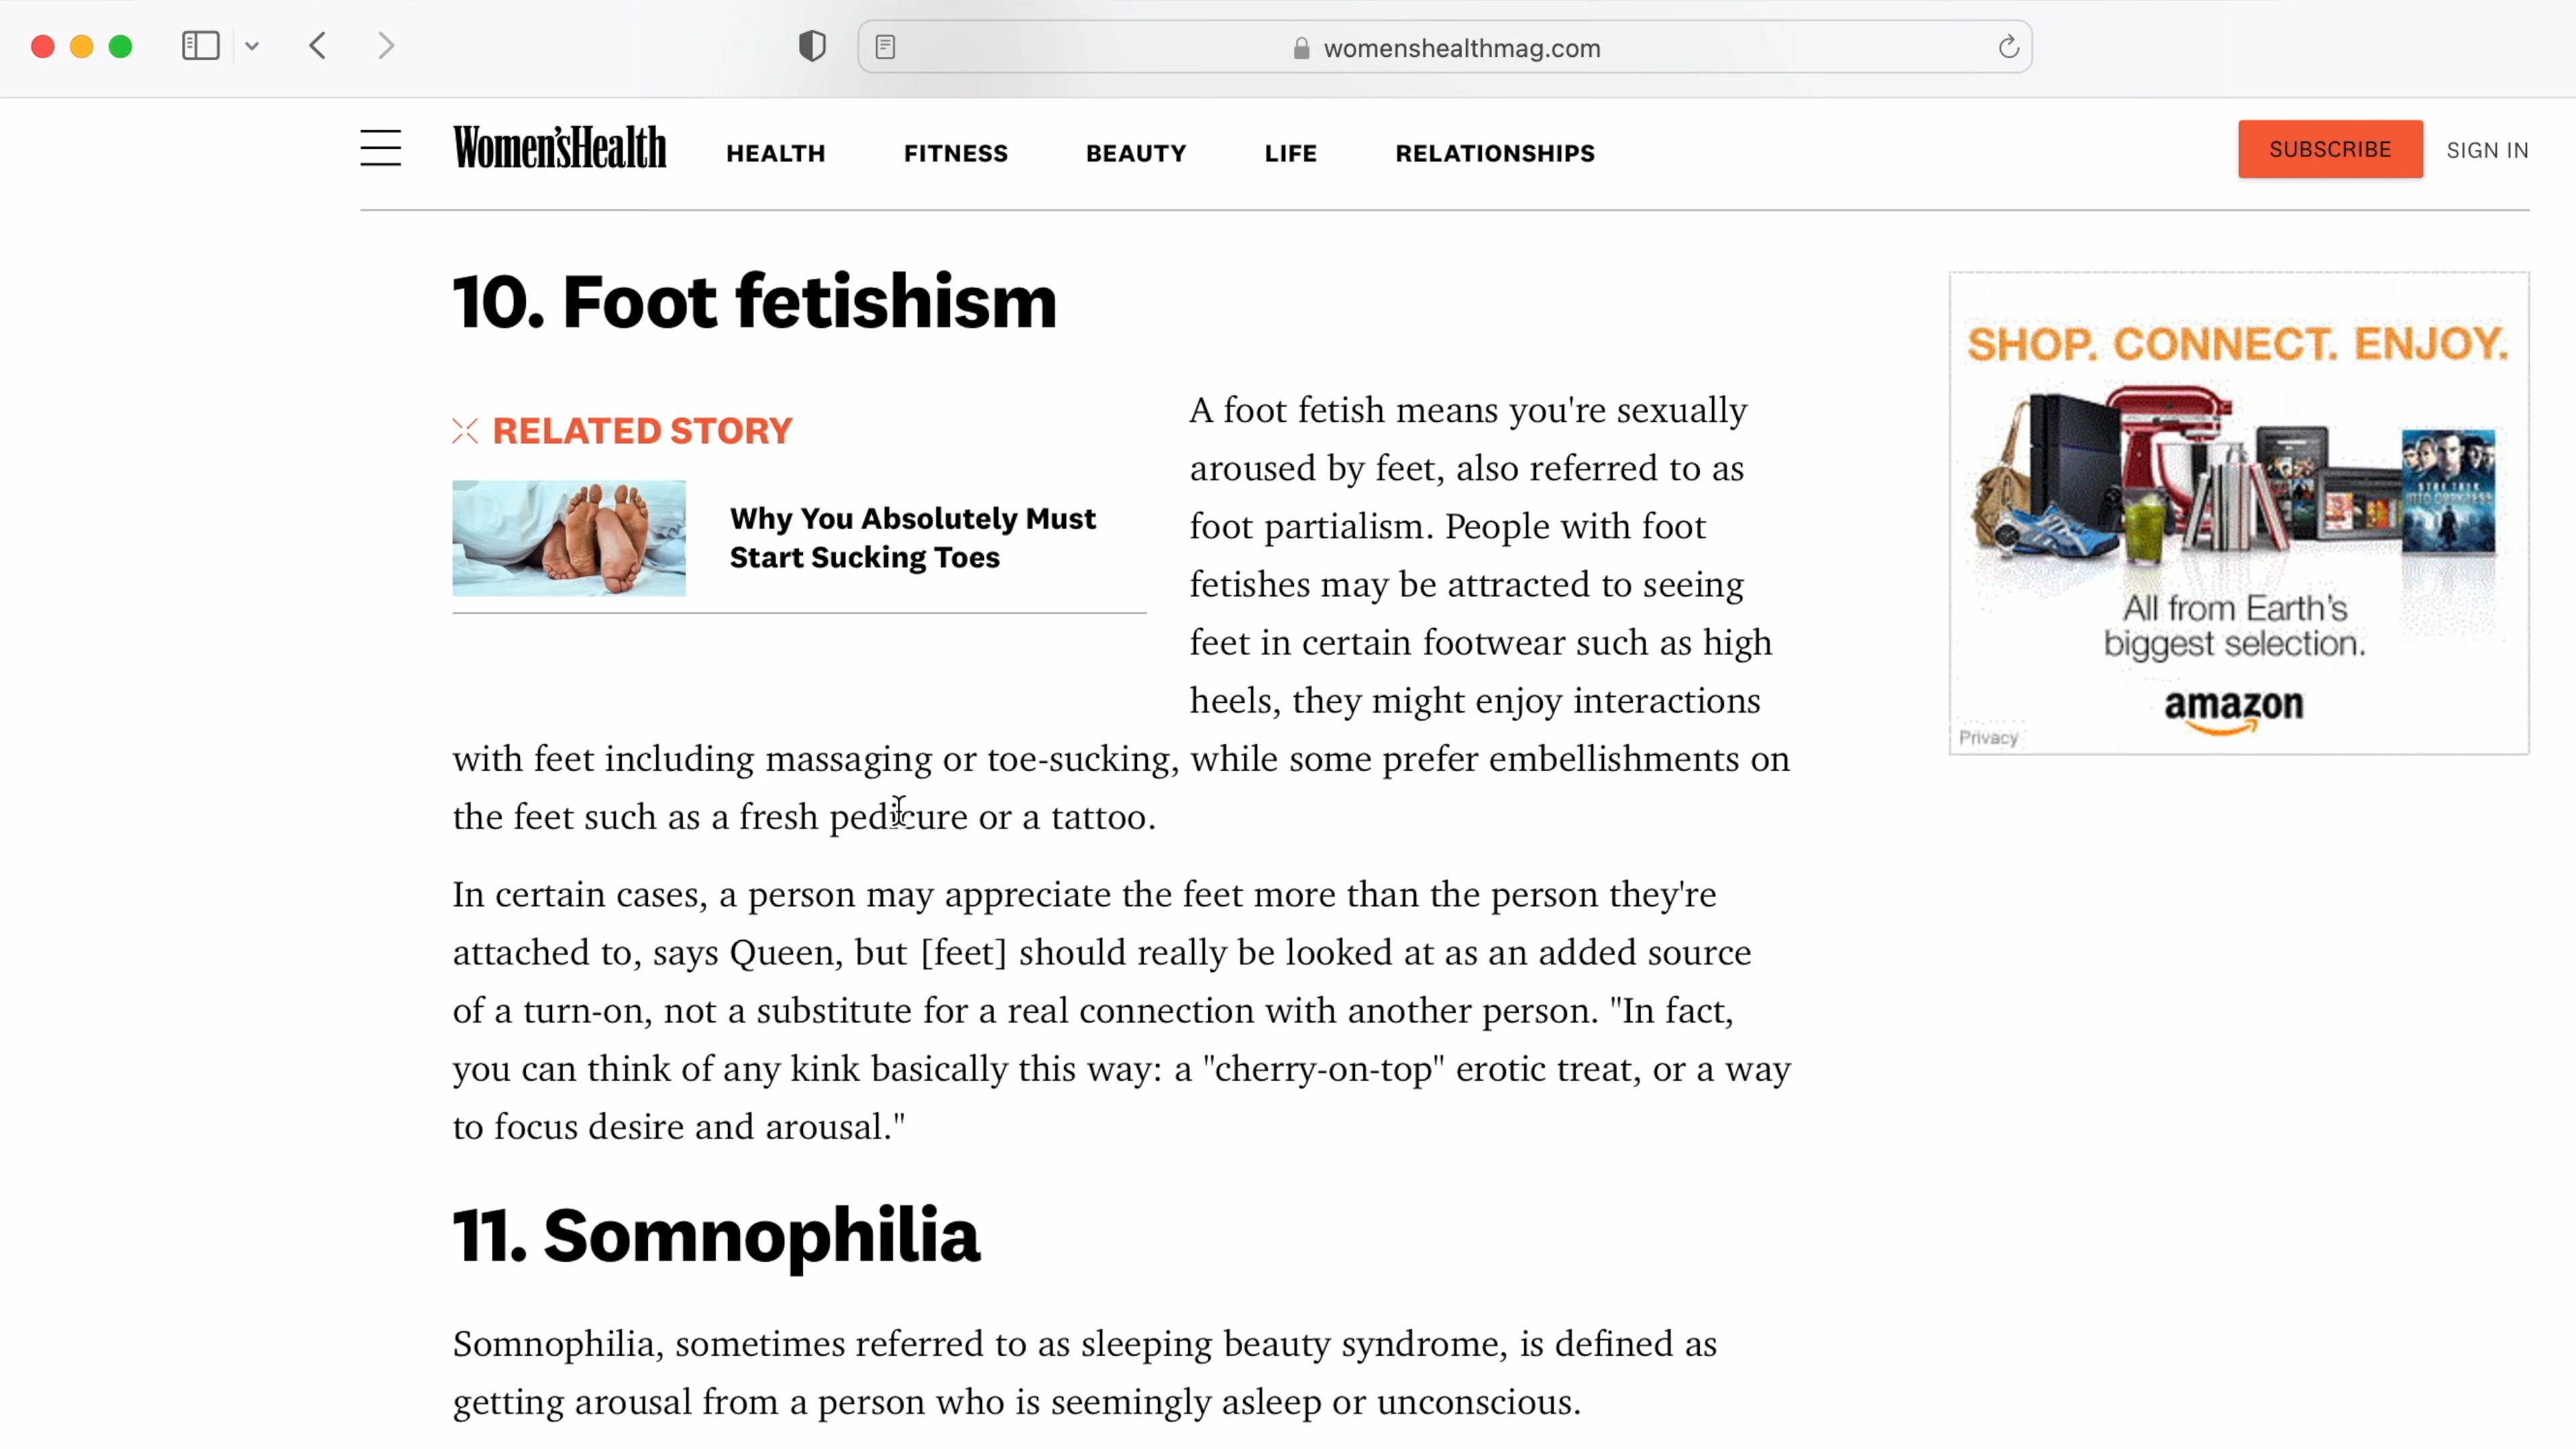 womenshealthmag.com
Women'sHealth
HEALTH
FITNESS
BEAUTY
LIFE
RELATIONSHIPS
SUBSCRIBE
SIGN IN
10. Foot fetishism
RELATED STORY
Why You Absolutely Must
Start Sucking Toes
A foot fetish means you're sexually
aroused by feet, also referred to as
foot partialism. People with foot
fetishes may be attracted to seeing
feet in certain footwear such as high
heels, they might enjoy interactions
with feet including massaging or toe-sucking, while some prefer embellishments on
the feet such as a fresh pedicure or a tattoo.
In certain cases, a person may appreciate the feet more than the person they're
attached to, says Queen, but [feet] should really be looked at as an added source
of a turn-on, not a substitute for a real connection with another person. "In fact,
you can think of any kink basically this way: a "cherry-on-top" erotic treat, or a way
to focus desire and arousal."
11. Somnophilia
Somnophilia, sometimes referred to as sleeping beauty syndrome, is defined as
getting arousal from a person who is seemingly asleep or unconscious.
SHOP. CONNECT. ENJOY.
STAR TREK
INTO DARKNESS
All from Earth's
biggest selection.
amazon
Privacy